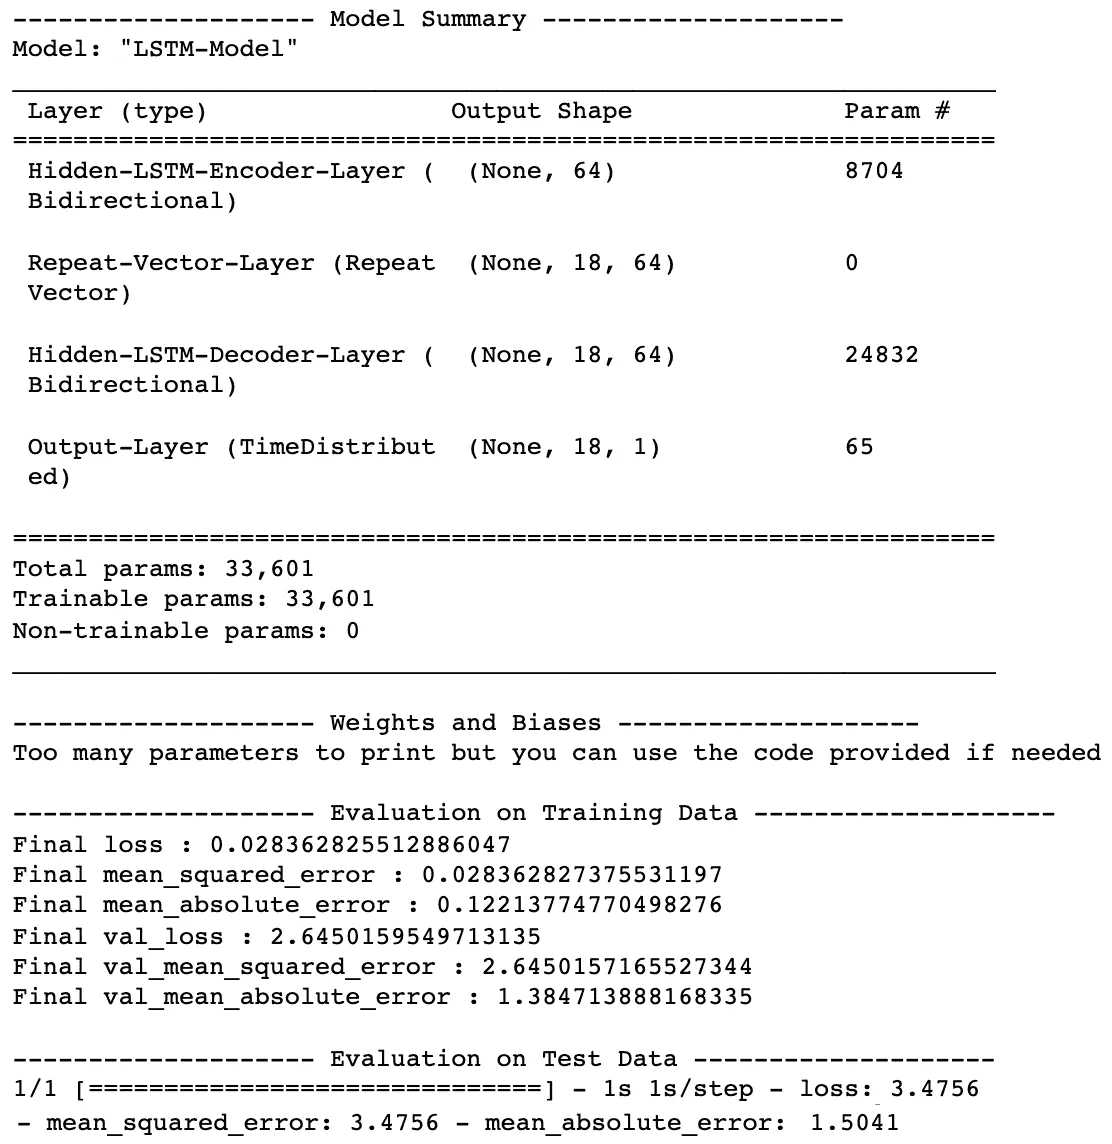 -------------------- Model Summary --------------------
Model: "LSTM-Model"
_________________________________________________________________
Layer (type) Output Shape Param #
=================================================================
Hidden-LSTM-Encoder-Layer ( (None, 64) 8704
Bidirectional)
Repeat-Vector-Layer (Repeat (None, 18, 64) 0
Vector)
Hidden-LSTM-Decoder-Layer ( (None, 18, 64) 24832
Bidirectional)
Output-Layer (TimeDistribut (None, 18, 1) 65
ed)
=================================================================
Total params: 33,601
Trainable params: 33,601
Non-trainable params: 0
_________________________________________________________________
-------------------- Weights and Biases --------------------
Too many parameters to print but you can use the code provided if needed
-------------------- Evaluation on Training Data --------------------
Final loss : 0.028362825512886047
Final mean_squared_error : 0.028362827375531197
Final mean_absolute_error : 0.12213774770498276
Final val_loss : 2.6450159549713135
Final val_mean_squared_error : 2.6450157165527344
Final val_mean_absolute_error : 1.384713888168335
-------------------- Evaluation on Test Data --------------------
1/1 [==============================] - 1s 1s/step - loss: 3.4756
- mean_squared_error: 3.4756 - mean_absolute_error: 1.5041